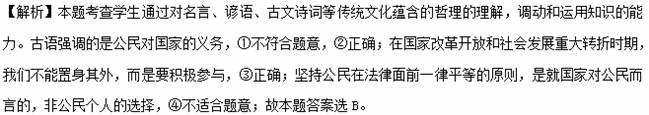 【解析】本题考查学生通过对名言、谚语、古文诗词等传统文化蕴含的哲理的理解，调动和运用知识的能
力。古语强调的是公民对国家的义务，①不符合题意，②正确；在国家改革开放和社会发展重大转折时期，
我们不能置身其外，而是要积极参与，③正确；坚持公民在法律面前一律平等的原则，是就国家对公民而
言的，非公民个人的选择，④不适合题意；故本题答案选 B。